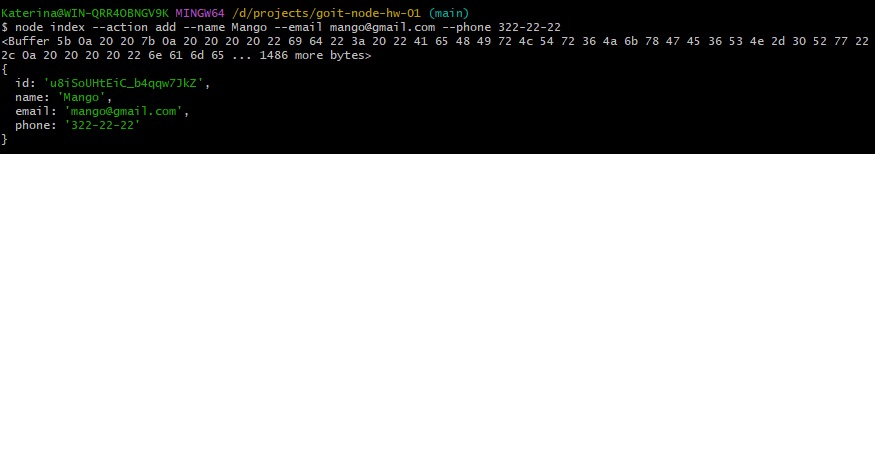 Katerina@WIN-QRR4OBNGV9K MINGW64 /d/projects/goit-node-hw-01 (main)
$ node index --action add --name Mango --email mango@gmail.com --phone 322-22-22
<Buffer 5b 0a 20 20 7b 0a 20 20 20 20 22 69 64 22 3a 20 22 41 65 48 49 72 4c 54 72 36 4a 6b 78 47 45 36 53 4e 2d 30 52 77 22
2c 0a 20 20 20 20 22 6e 61 6d 65 ... 1486 more bytes>
{
  id: 'u8iSoUHtEiC_b4qqw7JkZ',
  name: 'Mango',
  email: 'mango@gmail.com',
  phone: '322-22-22'
}